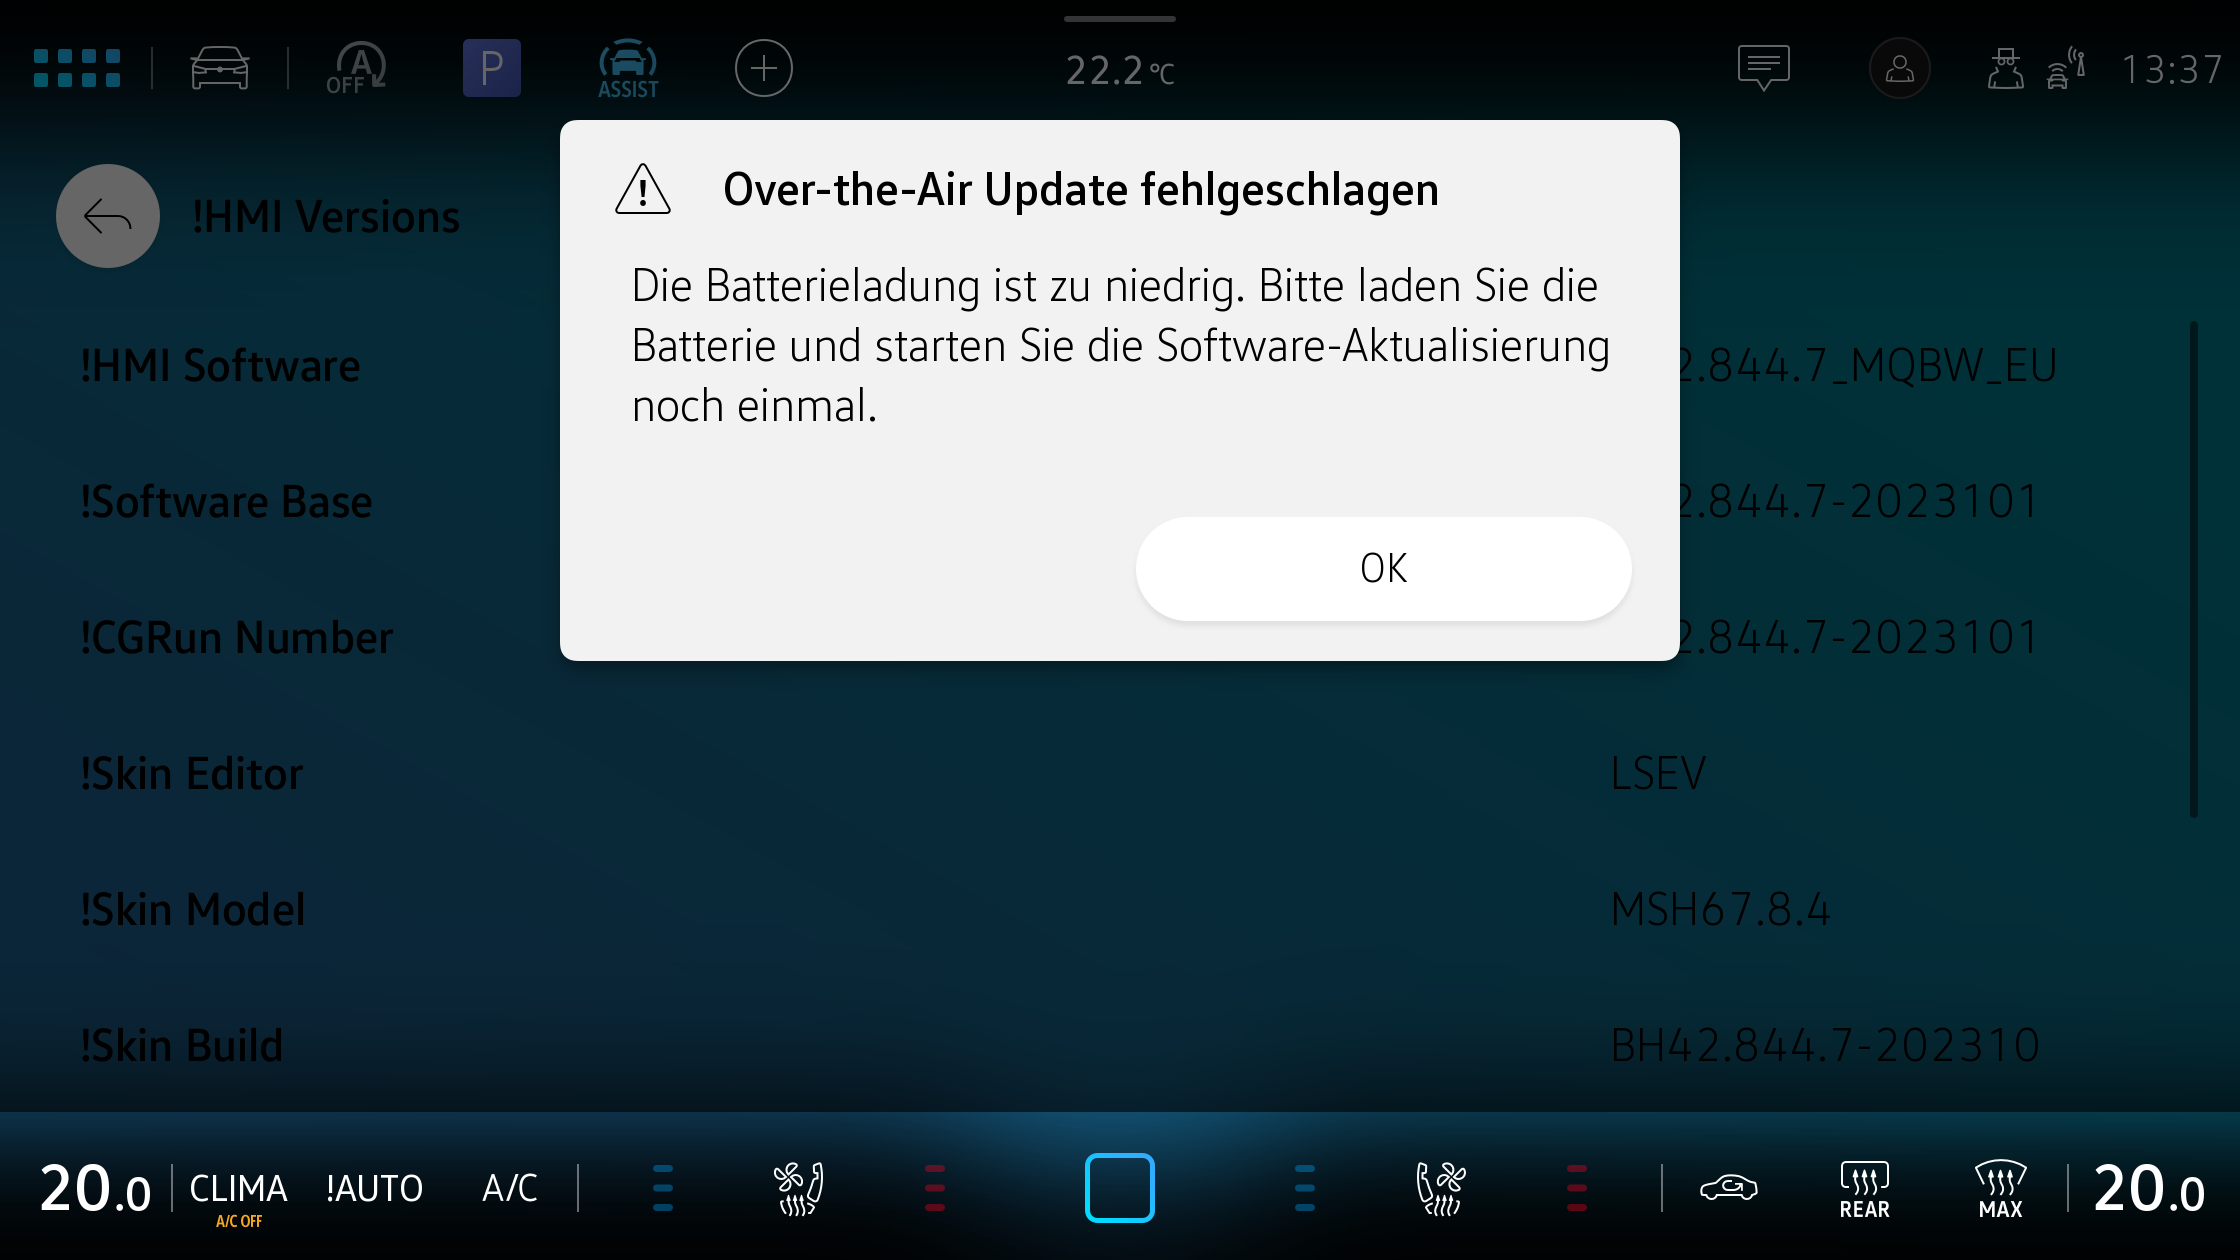 A
OFF
P
ASSIST
22.2 °C
13:37
Over-the-Air Update fehlgeschlagen
Die Batterieladung ist zu niedrig. Bitte laden Sie die
Batterie und starten Sie die Software-Aktualisierung
noch einmal.
OK
!HMI Versions
!HMI Software
2.844.7_MQBW_EU
!Software Base
2.844.7-2023101
!CGRun Number
2.844.7-2023101
!Skin Editor
LSEV
!Skin Model
MSH67.8.4
!Skin Build
BH42.844.7-202310
20.0
CLIMA
A/C OFF
!AUTO
A/C
REAR
MAX
20.0